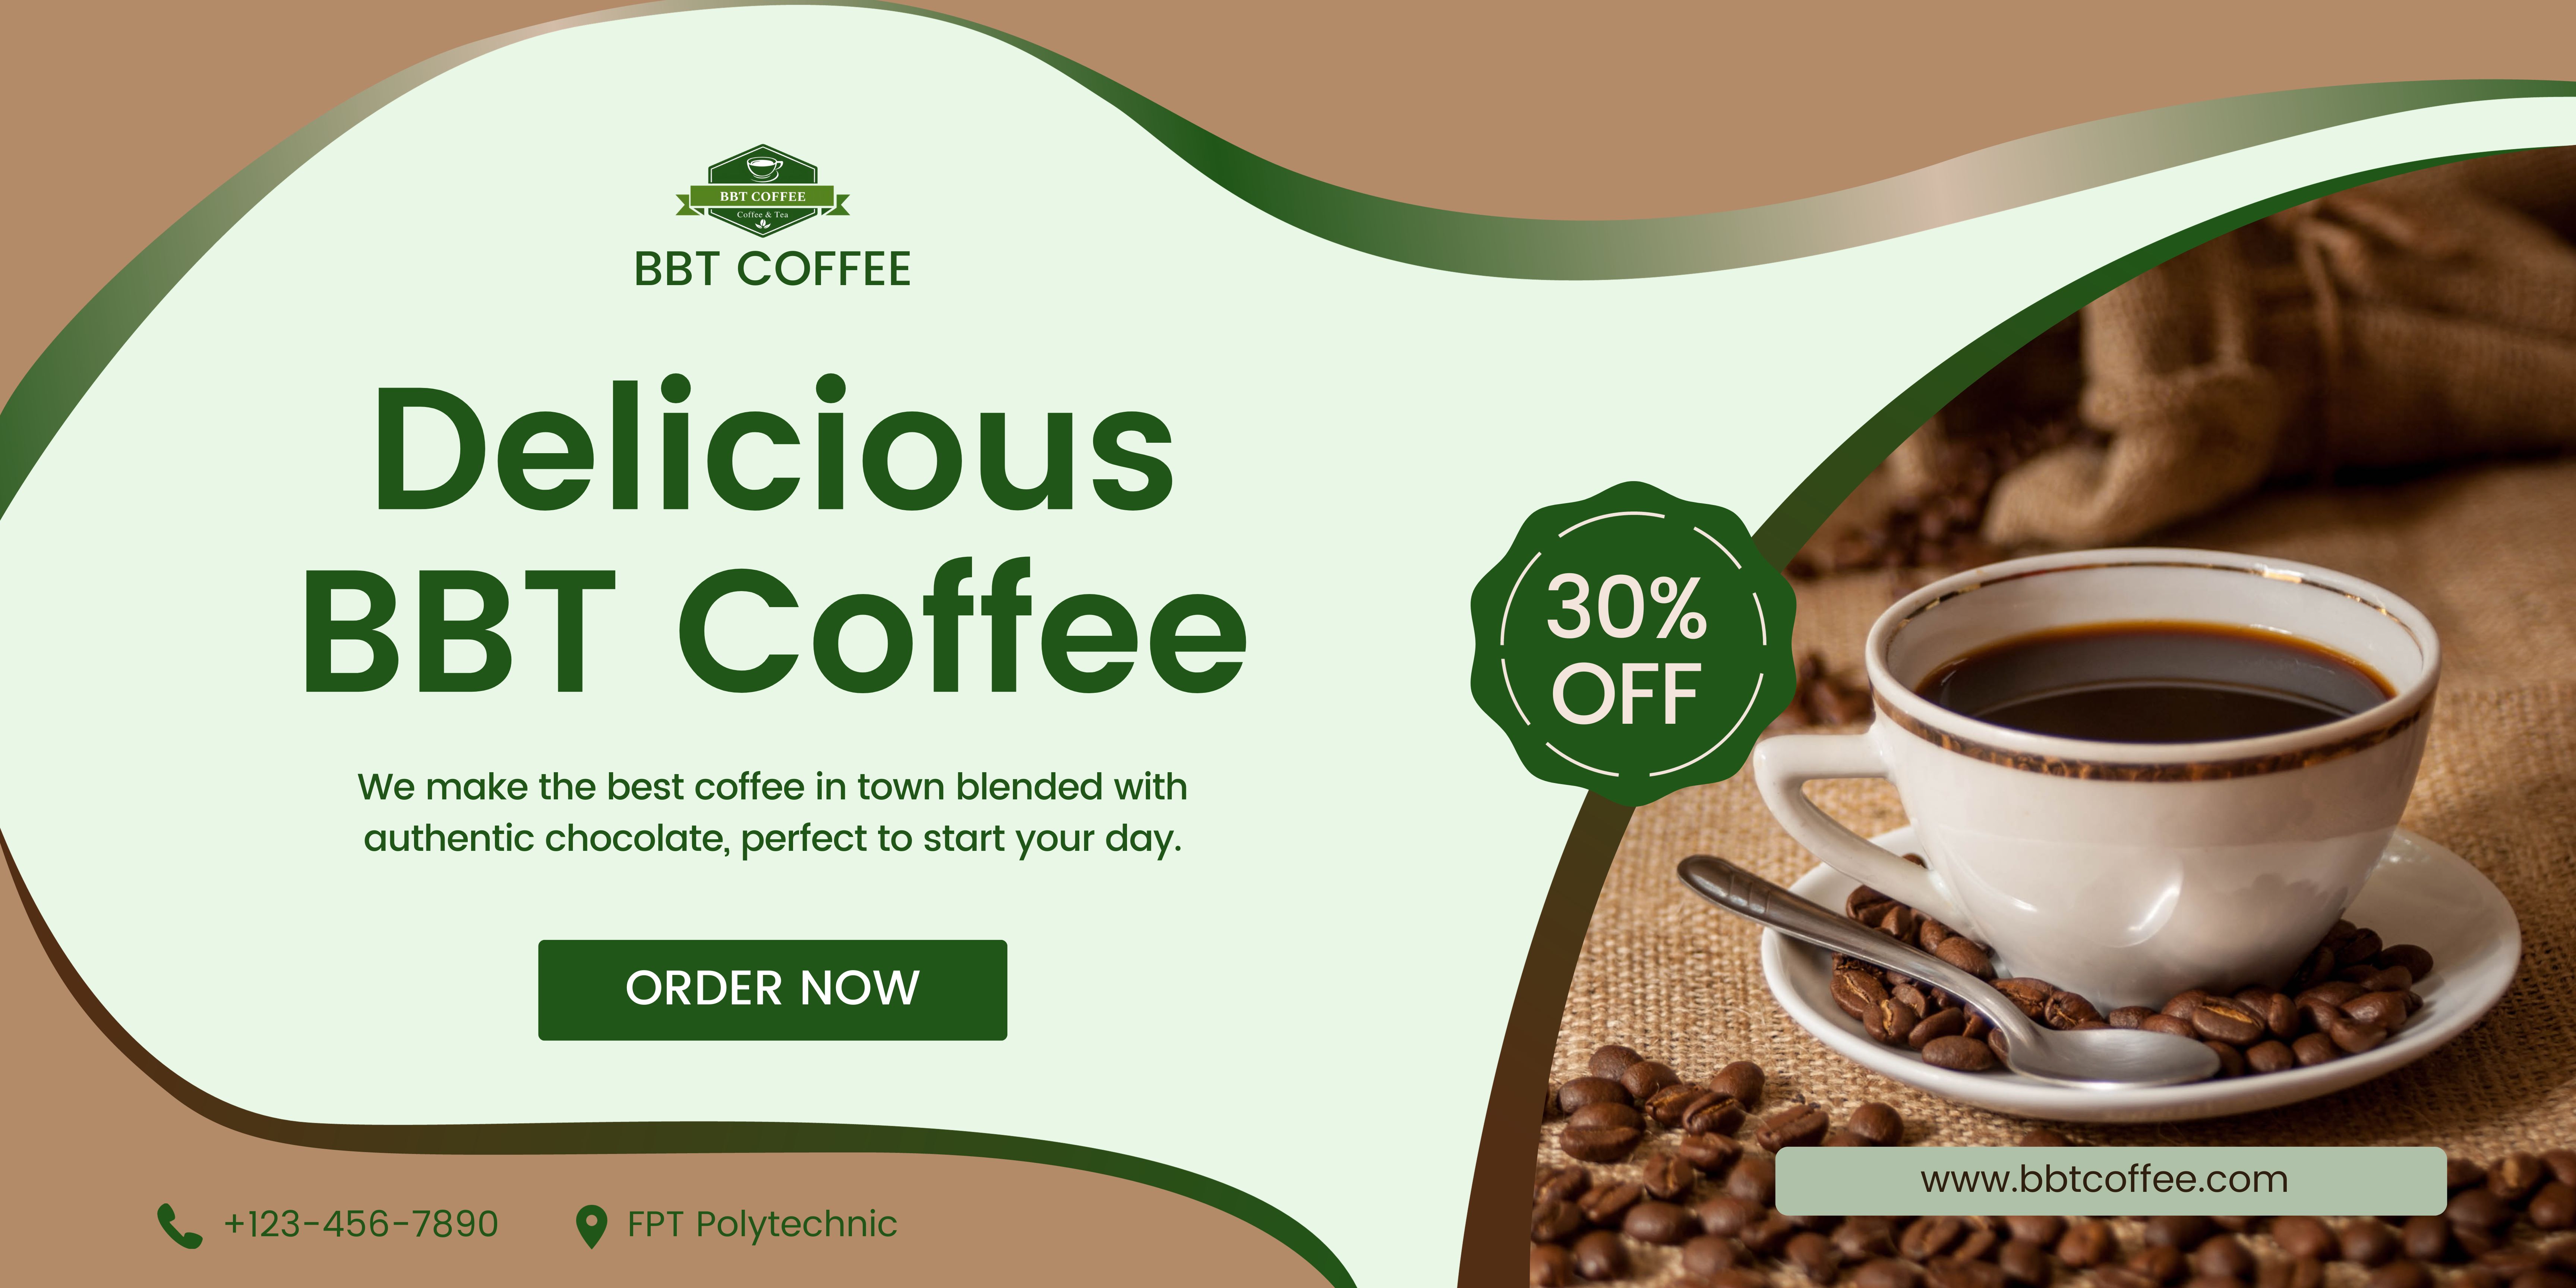 BBT COFFEE
Coffee & Tea
BBT COFFEE
Delicious
BBT Coffee
We make the best coffee in town blended with
authentic chocolate, perfect to start your day.
ORDER NOW
30%
OFF
www.bbtcoffee.com
+123-456-7890
FPT Polytechnic